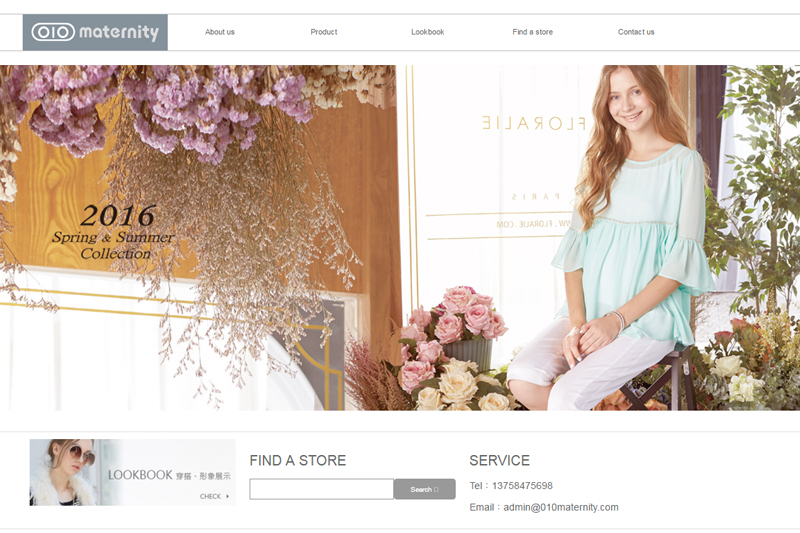 010 maternity
About us
Product
Lookbook
Find a store
Contact us
FLORALIE
PARIS
WW.FLORALIE.COM
2016
Spring & Summer
Collection
LOOKBOOK 穿搭・形象展示
CHECK
FIND A STORE
Search
SERVICE
Tel：13758475698
Email：admin@010maternity.com